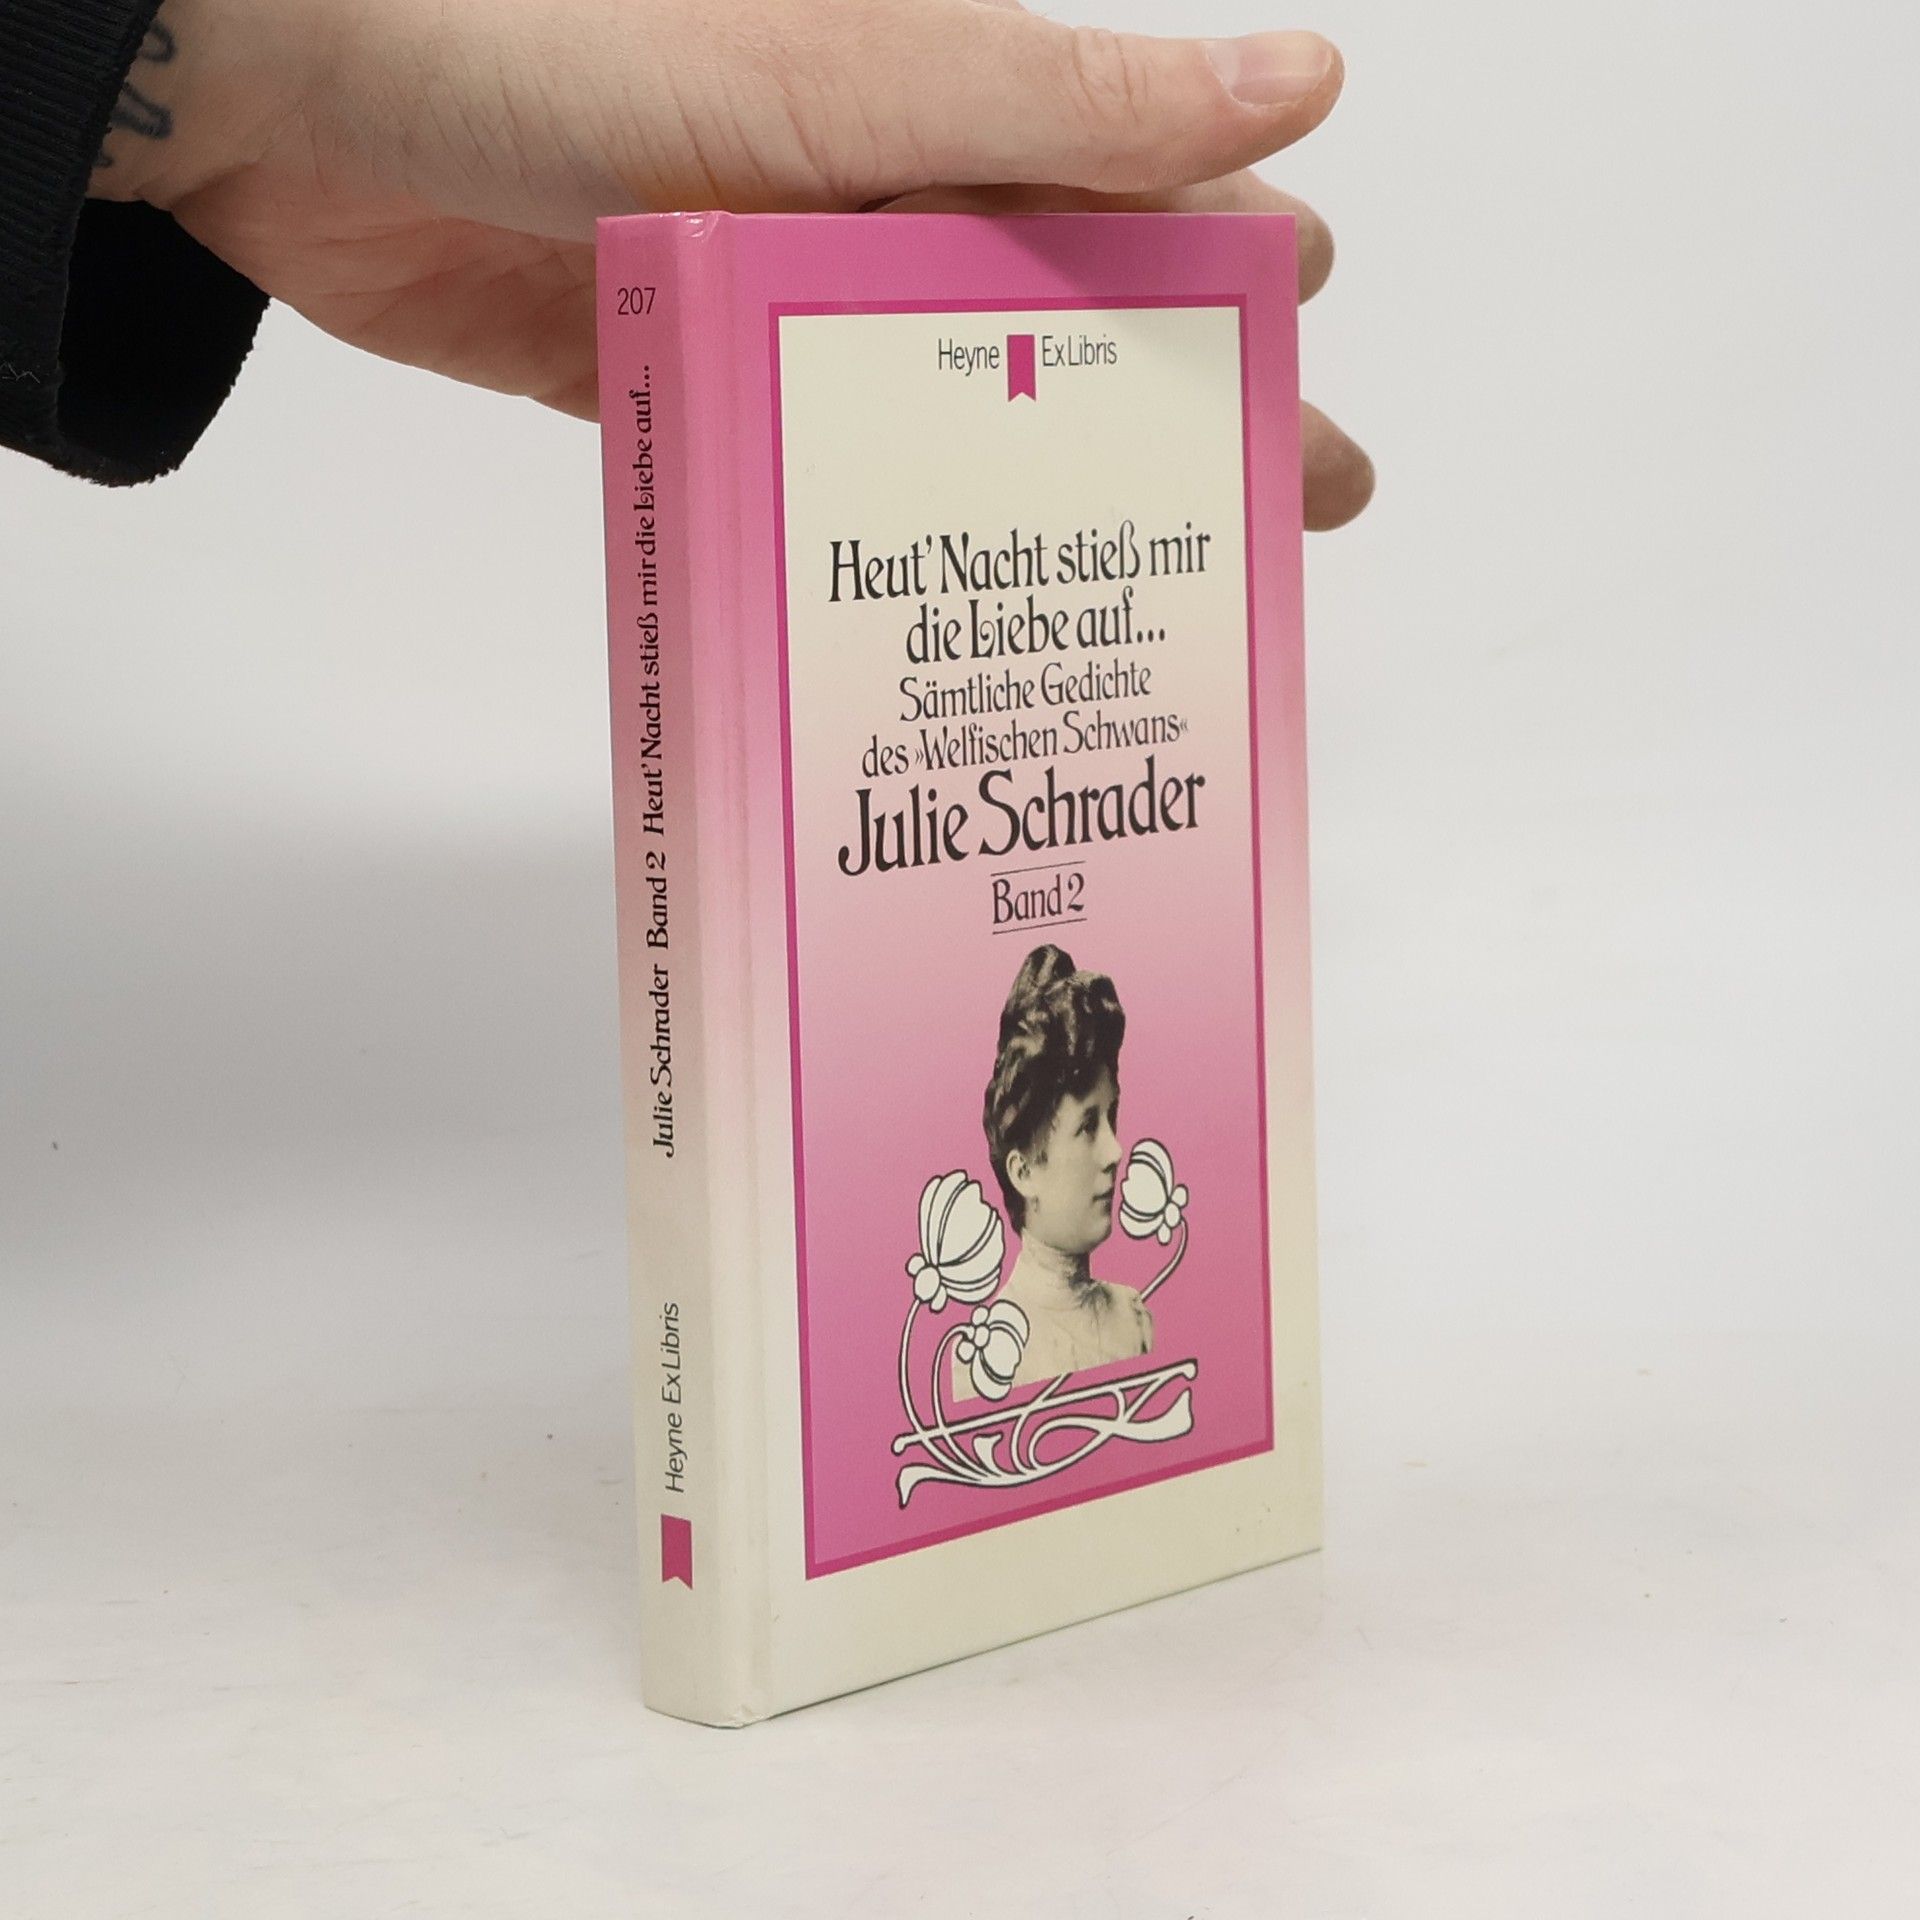 207
Julie Schrader Band 2 Heut' Nacht stieß mir die Liebe auf...
Heyne Ex Libris
Heyne Ex Libris
Heut' Nacht stieß mir
die Liebe auf...
Sämtliche Gedichte
des »Welfischen Schwans«
Julie Schrader
Band 2